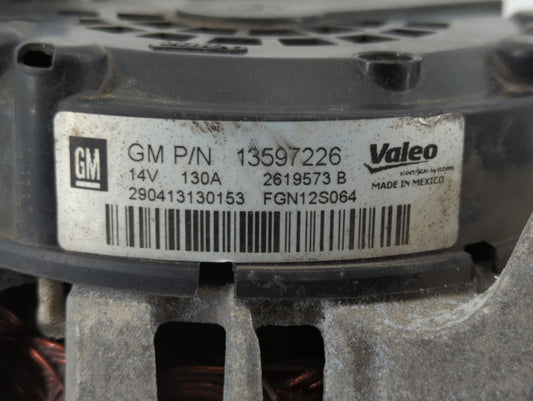 GM
GM P/N 13597226
Valeo
14V 130A 2619573 B
MADE IN MEXICO
290413130153 FGN12S064